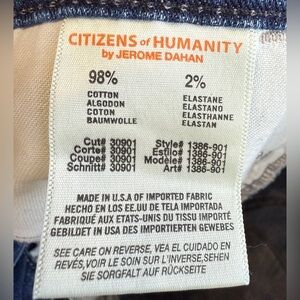 CITIZENS of HUMANITY
by JEROME DAHAN
98% 2%
COTTON ELASTANE
ALGODON ELASTANO
COTON ELASTHANNE
BAUMWOLLE ELASTAN
Cut# 30901 Style# 1386-901
Corte# 30901 Estilo# 1386-901
Coupe# 30901 Modèle# 1386-901
Schnitt# 30901 Art# 1386-901
MADE IN U.S.A OF IMPORTED FABRIC
HECHO EN LOS EE.UU DE TELA IMPORTADA
FABRIQUÉ AUX ETATS-UNIS DU TISSU IMPORTÉ
GEBILDET IN USA DES IMPORTIERTEN GEWEBES
SEE CARE ON REVERSE, VEA EL CUIDADO EN
REVÉS, VOIR LE SOIN SUR L'INVERSE, SEHEN
SIE SORGFALT AUF RÜCKSEITE